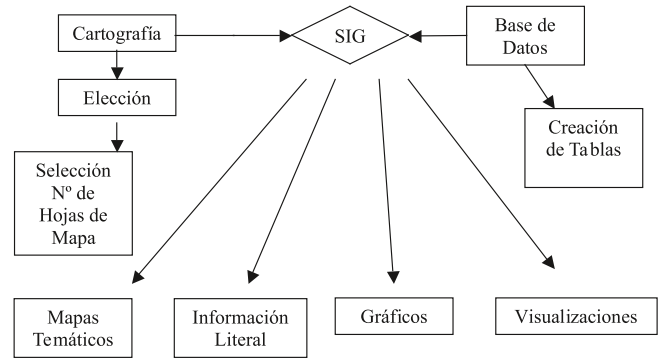 Cartografía
SIG
Base de
Datos
Elección
Creación
de Tablas
Selección
Nº de
Hojas de
Mapa
Mapas
Temáticos
Información
Literal
Gráficos
Visualizaciones